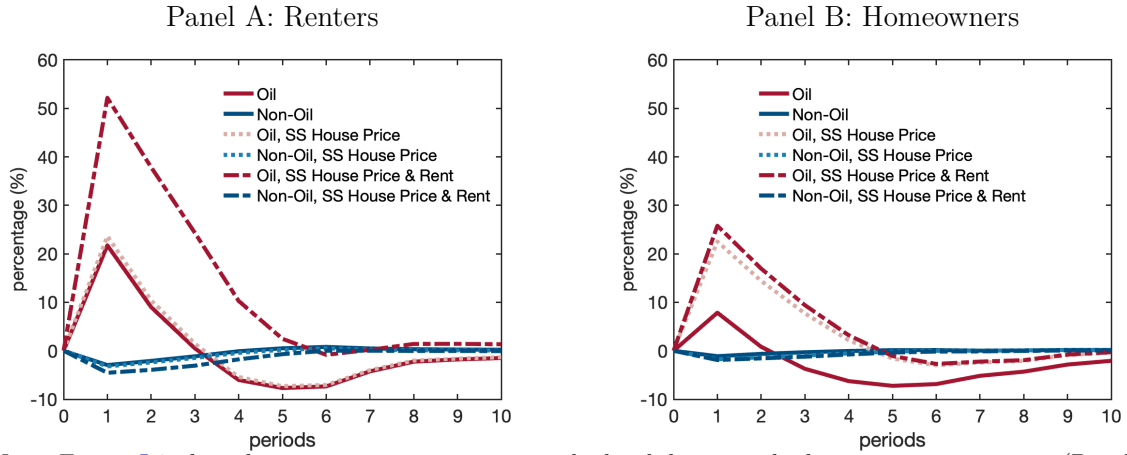 Panel A: Renters
60
50
40
30
20
10
0
-10
percentage (%)
Oil
Non-Oil
Oil, SS House Price
Non-Oil, SS House Price
Oil, SS House Price & Rent
Non-Oil, SS House Price & Rent
0 1 2 3 4 5 6 7 8 9 10
periods
Panel B: Homeowners
60
50
40
30
20
10
0
-10
percentage (%)
Oil
Non-Oil
Oil, SS House Price
Non-Oil, SS House Price
Oil, SS House Price & Rent
Non-Oil, SS House Price & Rent
0 1 2 3 4 5 6 7 8 9 10
periods